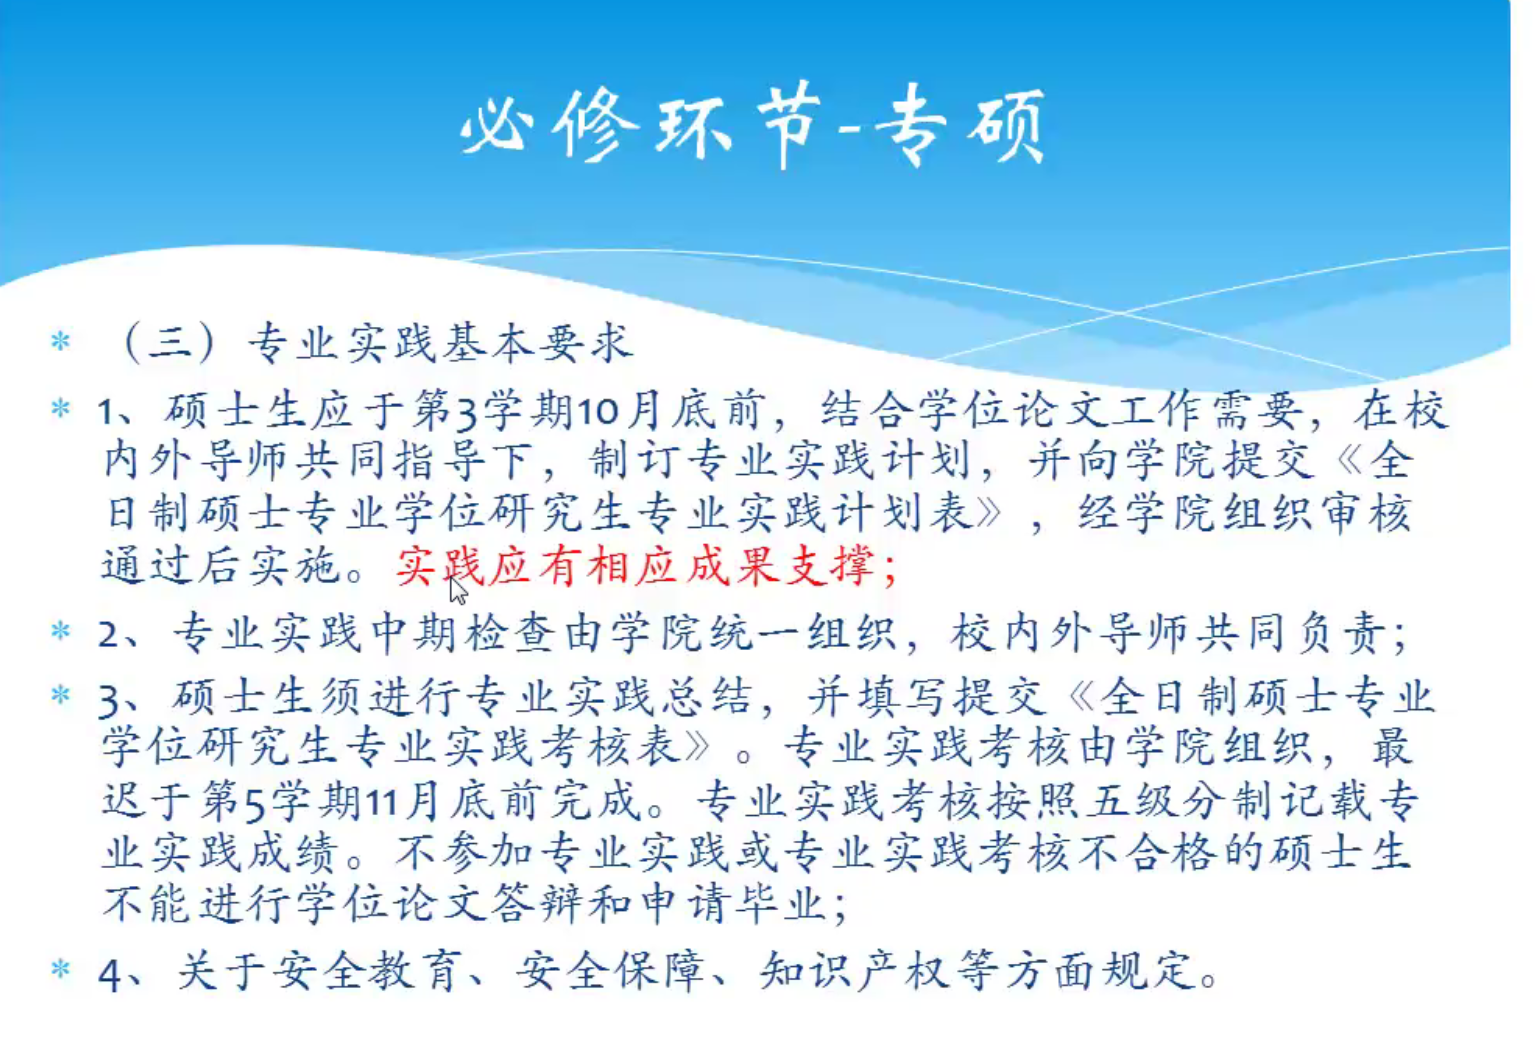 必修环节-专硕
* （三）专业实践基本要求
* 1、硕士生应于第3学期10月底前，结合学位论文工作需要，在校
内外导师共同指导下，制订专业实践计划，并向学院提交《全
日制硕士专业学位研究生专业实践计划表》，经学院组织审核
通过后实施。实践应有相应成果支撑；
* 2、专业实践中期检查由学院统一组织，校内外导师共同负责；
* 3、硕士生须进行专业实践总结，并填写提交《全日制硕士专业
学位研究生专业实践考核表》。专业实践考核由学院组织，最
迟于第5学期11月底前完成。专业实践考核按照五级分制记载专
业实践成绩。不参加专业实践或专业实践考核不合格的硕士生
不能进行学位论文答辩和申请毕业；
* 4、关于安全教育、安全保障、知识产权等方面规定。